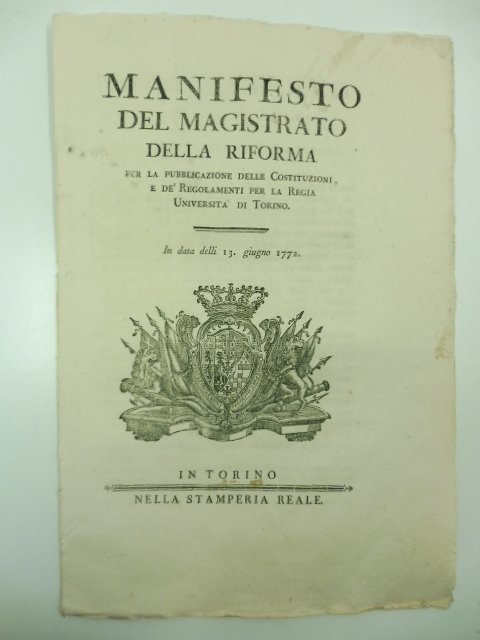 MANIFESTO
DEL MAGISTRATO
DELLA RIFORMA
PER LA PUBBLICAZIONE DELLE COSTITUZIONI,
E DE' REGOLAMENTI PER LA REGIA
UNIVERSITA' DI TORINO.
In data delli 13. giugno 1772.
IN TORINO
NELLA STAMPERIA REALE.